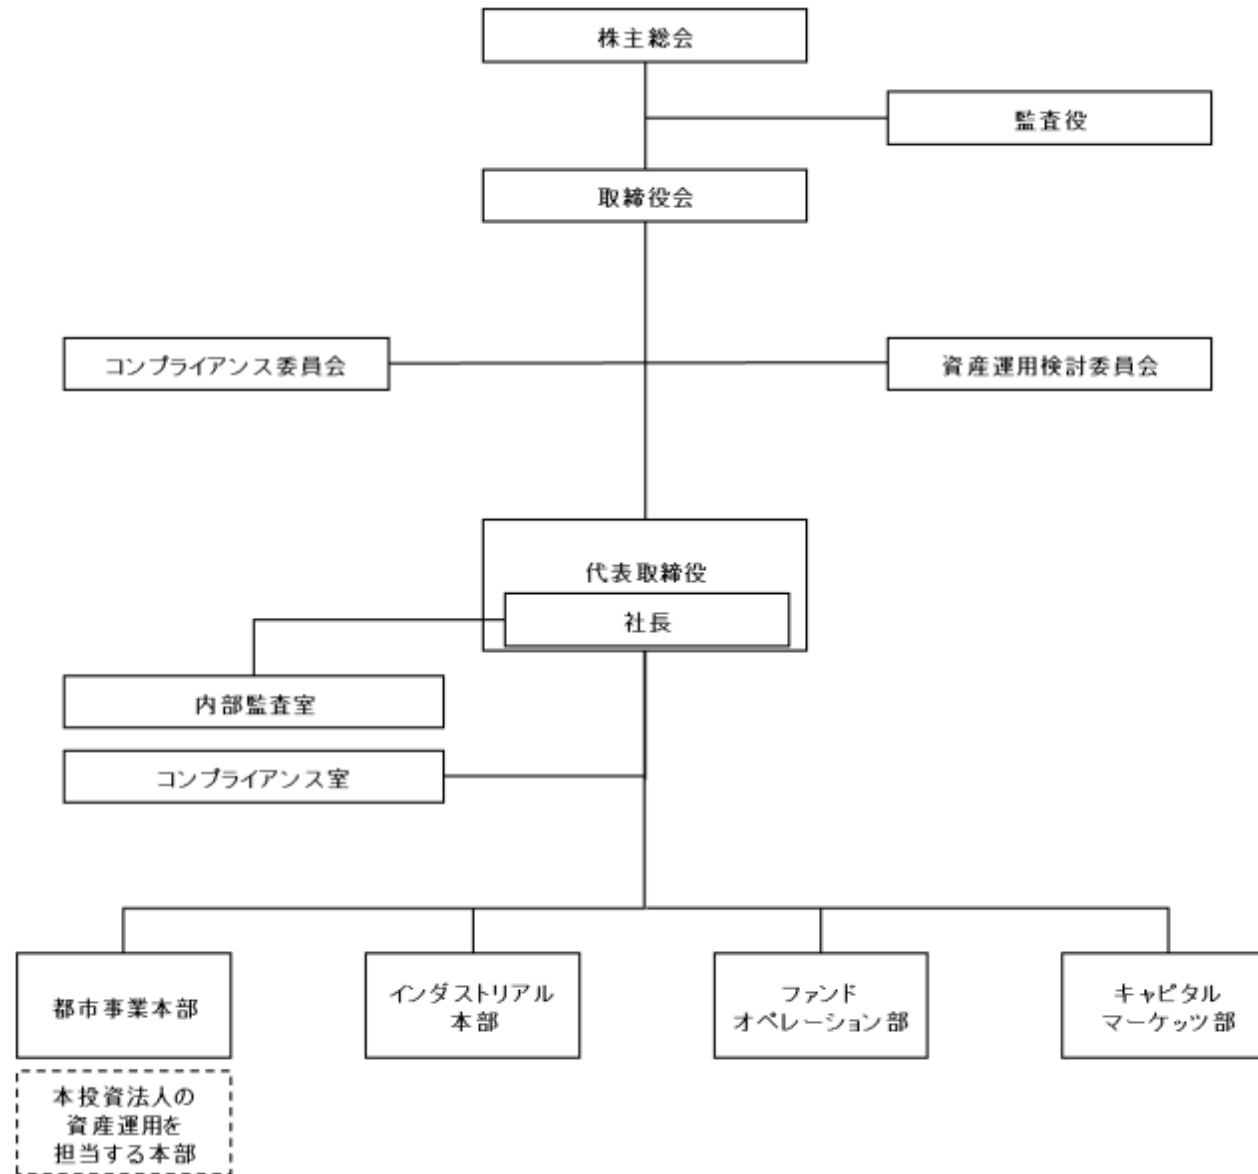 株主総会
監査役
取締役会
コンプライアンス委員会
資産運用検討委員会
代表取締役
社長
内部監査室
コンプライアンス室
都市事業本部
インダストリアル
本部
ファンド
オペレーション部
キャピタル
マーケッツ部
本投資法人の
資産運用を
担当する本部